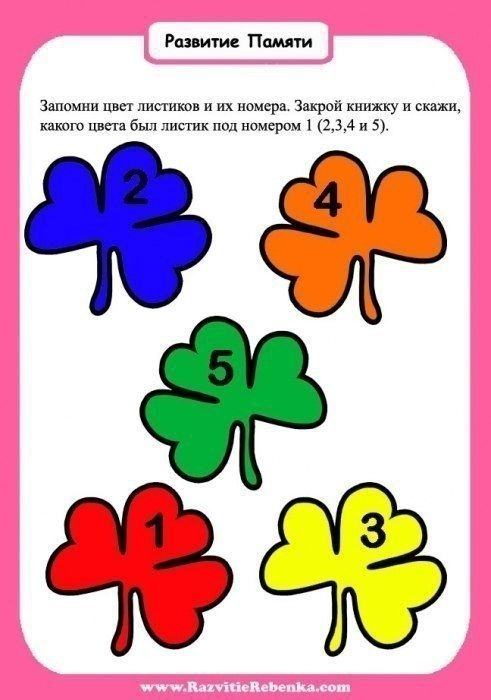 Развитие Памяти
Запомни цвет листиков и их номера. Закрой книжку и скажи,
какого цвета был листик под номером 1 (2,3,4 и 5).
2
4
5
1
3
www.RazvitieRebenka.com